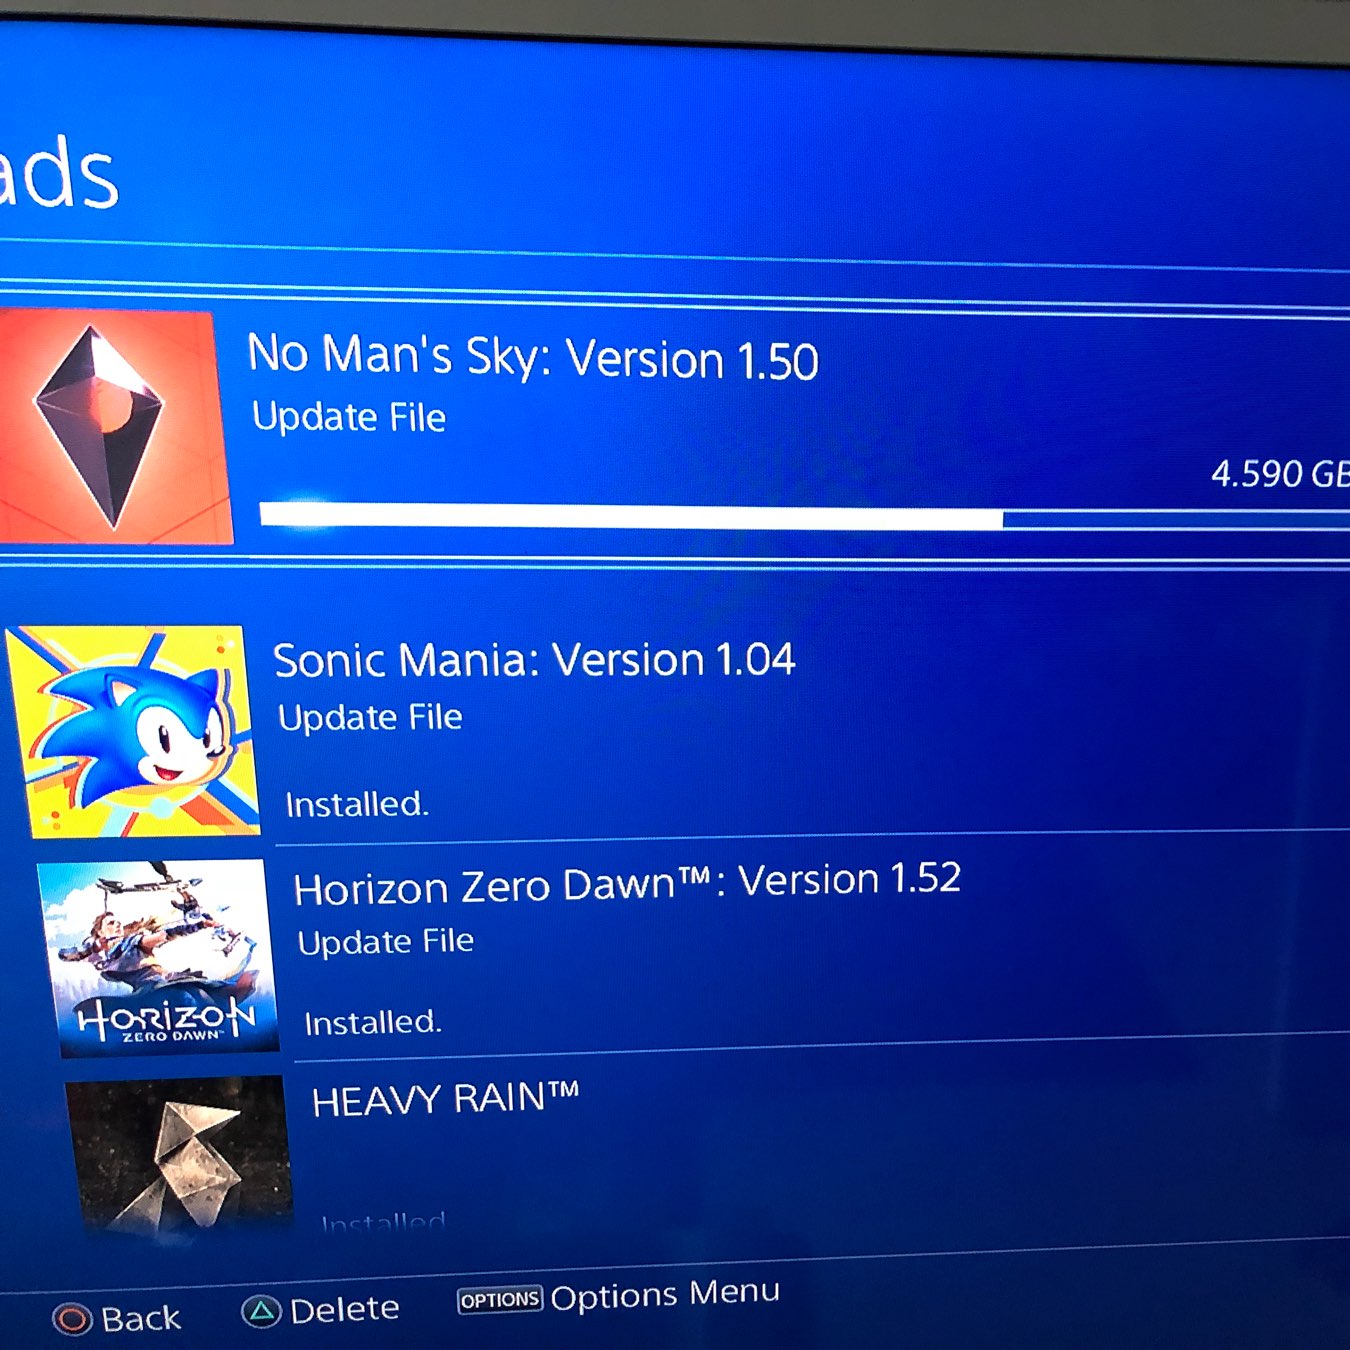 ads
No Man's Sky: Version 1.50
Update File
4.590 GB
Sonic Mania: Version 1.04
Update File
Installed.
Horizon Zero Dawn™: Version 1.52
Update File
Installed.
HORIZON
ZERO DAWN™
HEAVY RAIN™
Installed
Back
Delete
OPTIONS Options Menu